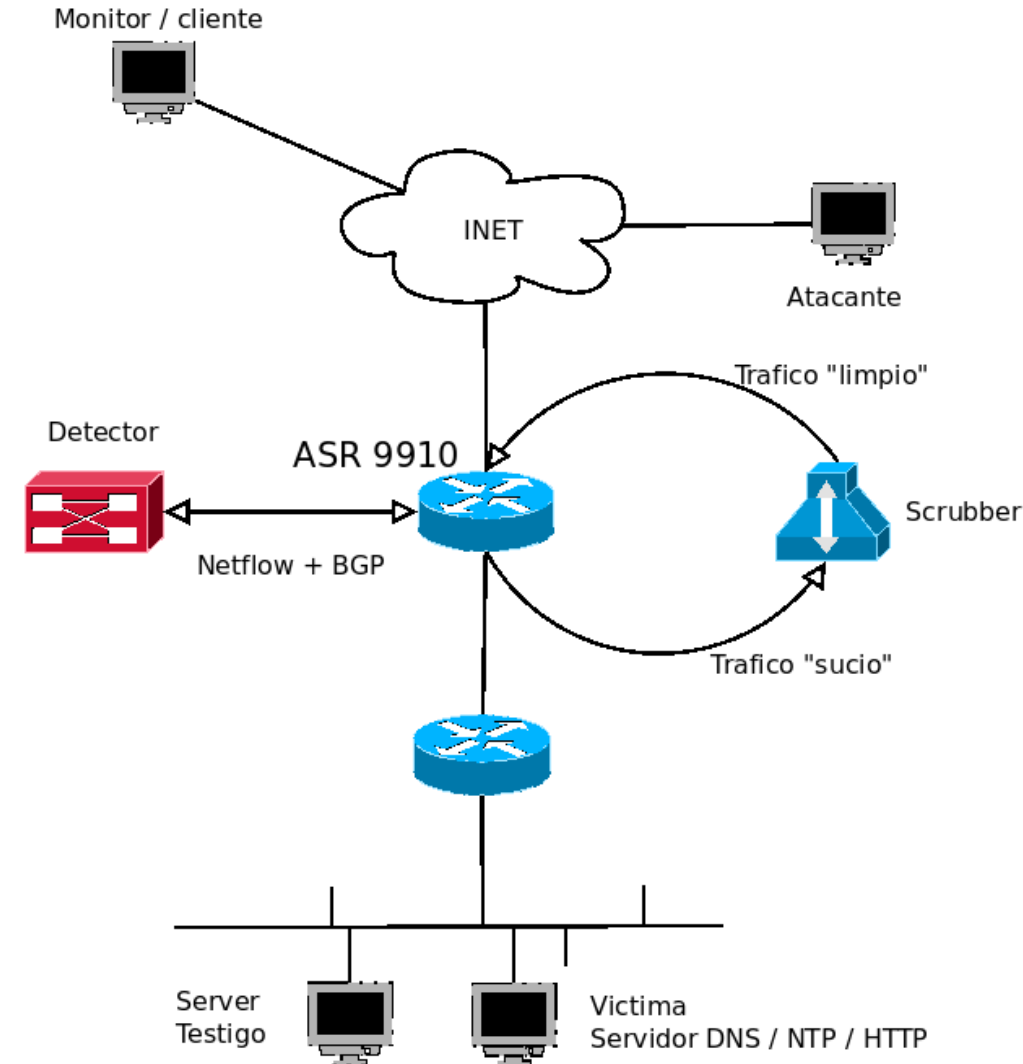 Monitor / cliente
INET
Atacante
Trafico "limpio"
Detector
ASR 9910
Scrubber
Netflow + BGP
Trafico "sucio"
Server
Testigo
Victima
Servidor DNS / NTP / HTTP